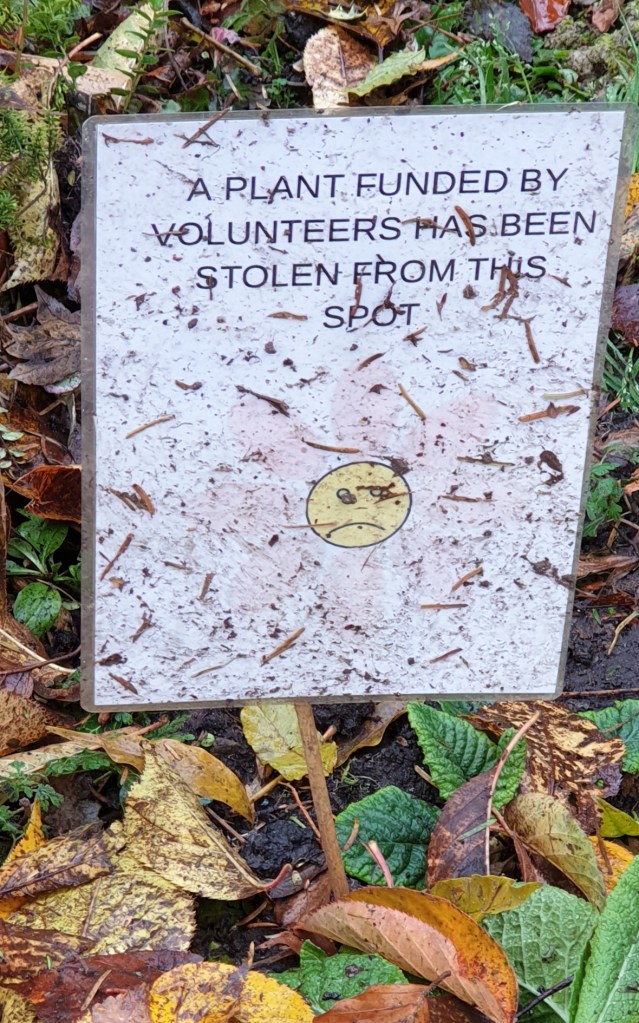 A PLANT FUNDED BY
VOLUNTEERS HAS BEEN
STOLEN FROM THIS
SPOT